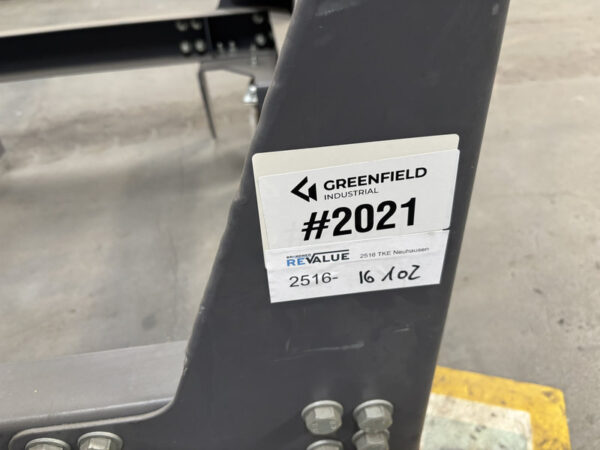 GREENFIELD
INDUSTRIAL
#2021
REVALUE 2516 TKE Neuhausen
2516- 16 102